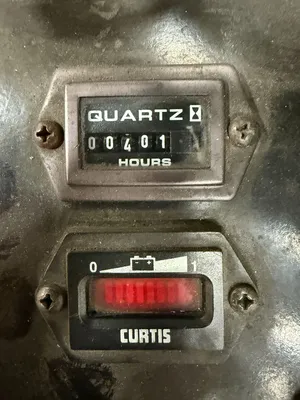 QUARTZ
00401
HOURS
0 1
CURTIS